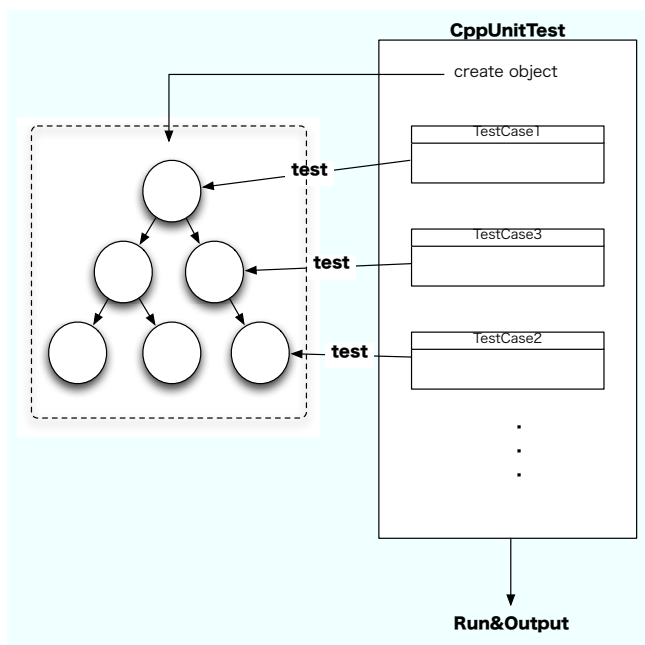 CppUnitTest
create object
TestCase1
test
TestCase3
test
TestCase2
test
Run&Output